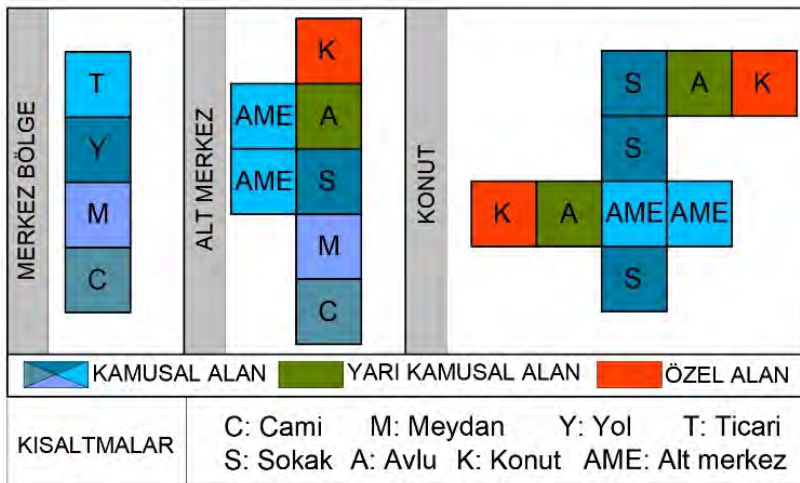 MERKEZ BÖLGE
T
Y
M
C
ALT MERKEZ
K
AME A
AME S
M
C
KONUT
S A K
S
K A AME AME
S
KAMUSAL ALAN YARI KAMUSAL ALAN ÖZEL ALAN
KISALTMALAR
C: Cami M: Meydan Y: Yol T: Ticari
S: Sokak A: Avlu K: Konut AME: Alt merkez